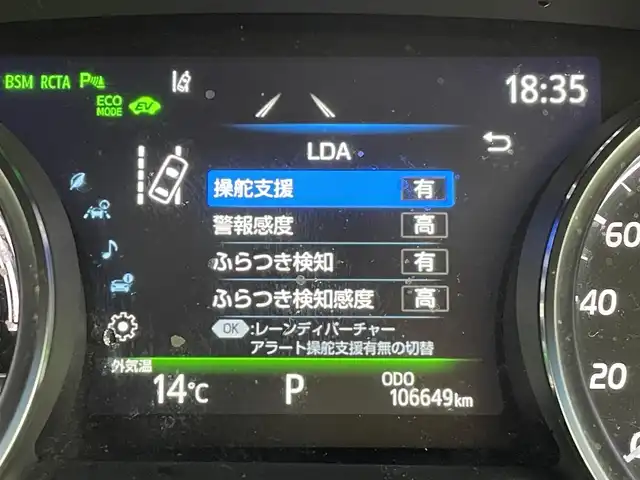 BSM RCTA P
ECO MODE EV
18:35
LDA
操舵支援 有
警報感度 高
ふらつき検知 有
ふらつき検知感度 高
OK :レーンディパーチャー
アラート操舵支援有無の切替
外気温
14℃ P ODO 106649km
60
40
20